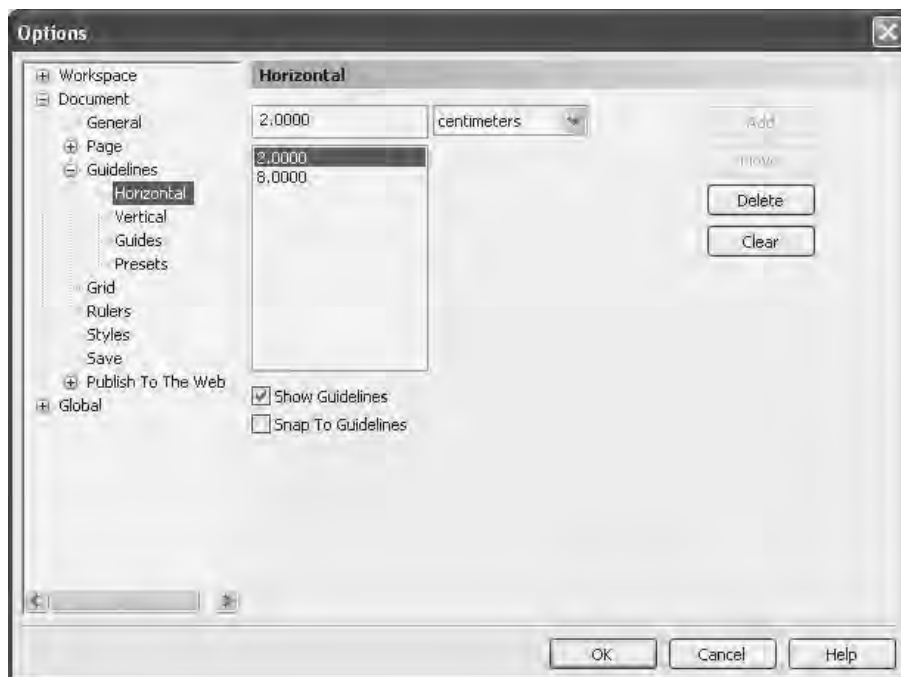 Options
Workspace
Document
General
Page
Guidelines
Horizontal
Vertical
Guides
Presets
Grid
Rulers
Styles
Save
Publish To The Web
Global
Horizontal
2,0000 centimeters
2,0000
8,0000
Show Guidelines
Snap To Guidelines
Add
Move
Delete
Clear
OK Cancel Help